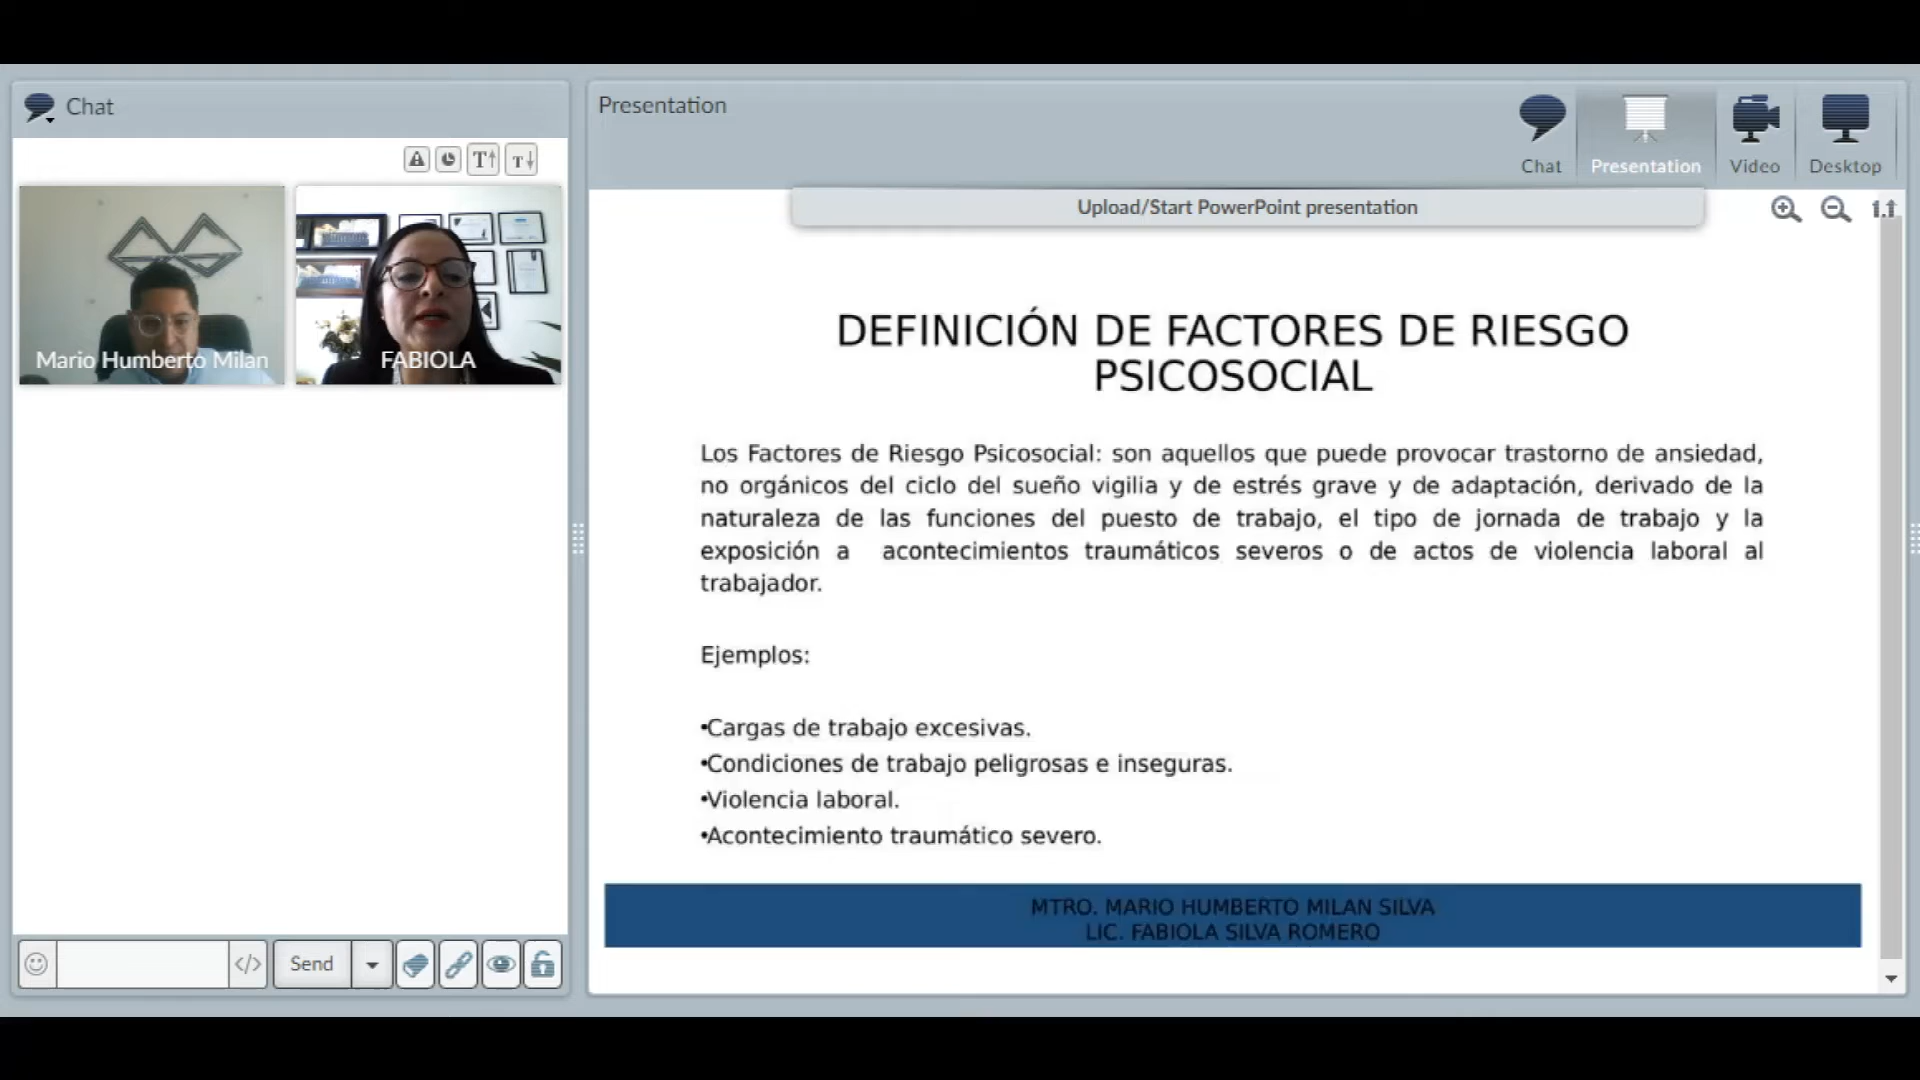 Chat
Mario Humberto Milan
FABIOLA
Send
Presentation
Chat
Presentation
Video
Desktop
Upload/Start PowerPoint presentation
1.1
DEFINICIÓN DE FACTORES DE RIESGO
PSICOSOCIAL
Los Factores de Riesgo Psicosocial: son aquellos que puede provocar trastorno de ansiedad,
no orgánicos del ciclo del sueño vigilia y de estrés grave y de adaptación, derivado de la
naturaleza de las funciones del puesto de trabajo, el tipo de jornada de trabajo y la
exposición a acontecimientos traumáticos severos o de actos de violencia laboral al
trabajador.
Ejemplos:
•Cargas de trabajo excesivas.
•Condiciones de trabajo peligrosas e inseguras.
•Violencia laboral.
•Acontecimiento traumático severo.
MTRO. MARIO HUMBERTO MILAN SILVA
LIC. FABIOLA SILVA ROMERO